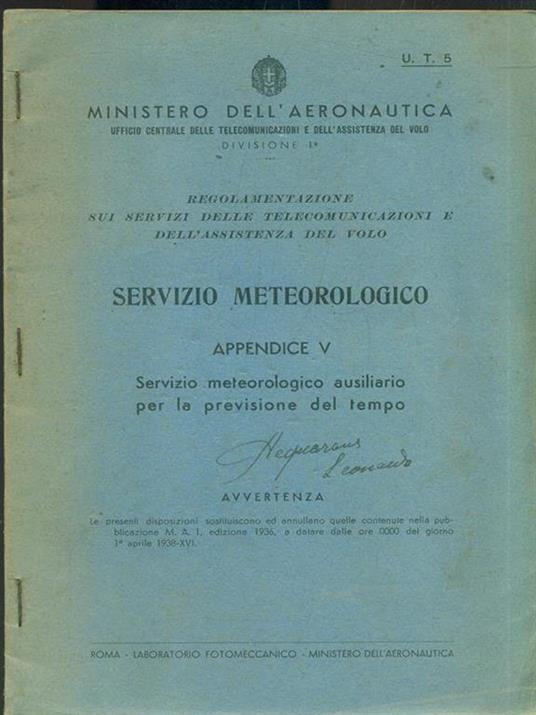 U. T. 5
MINISTERO DELL'AERONAUTICA
UFFICIO CENTRALE DELLE TELECOMUNICAZIONI E DELL'ASSISTENZA DEL VOLO
DIVISIONE 1ª
REGOLAMENTAZIONE
SUI SERVIZI DELLE TELECOMUNICAZIONI E
DELL'ASSISTENZA DEL VOLO
SERVIZIO METEOROLOGICO
APPENDICE V
Servizio meteorologico ausiliario
per la previsione del tempo
Leonardo
AVVERTENZA
Le presenti disposizioni sostituiscono ed annullano quelle contenute nella pub-
blicazione M. A. 1, edizione 1936, a datare dalle ore 0000 del giorno
1° aprile 1938-XVI.
ROMA - LABORATORIO FOTOMECCANICO - MINISTERO DELL'AERONAUTICA